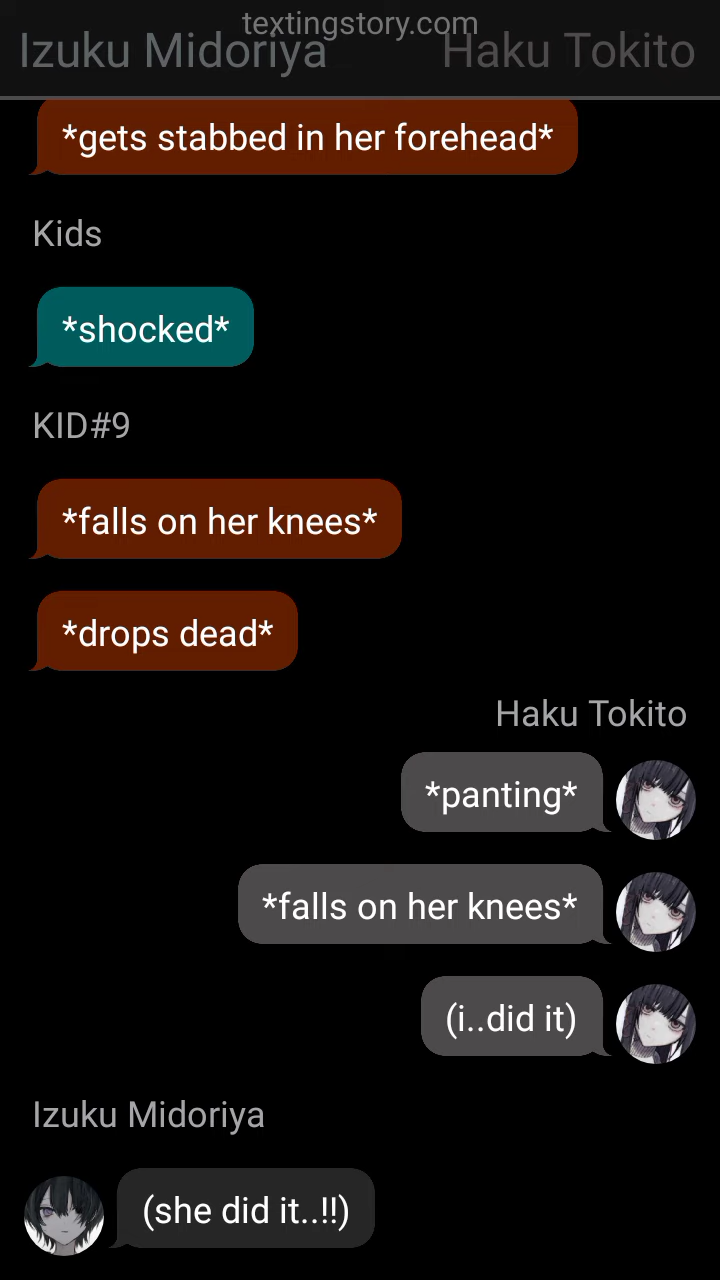 textingstory.com
Izuku Midoriya Haku Tokito
*gets stabbed in her forehead*
Kids
*shocked*
KID#9
*falls on her knees*
*drops dead*
Haku Tokito
*panting*
*falls on her knees*
(i..did it)
Izuku Midoriya
(she did it..!!)